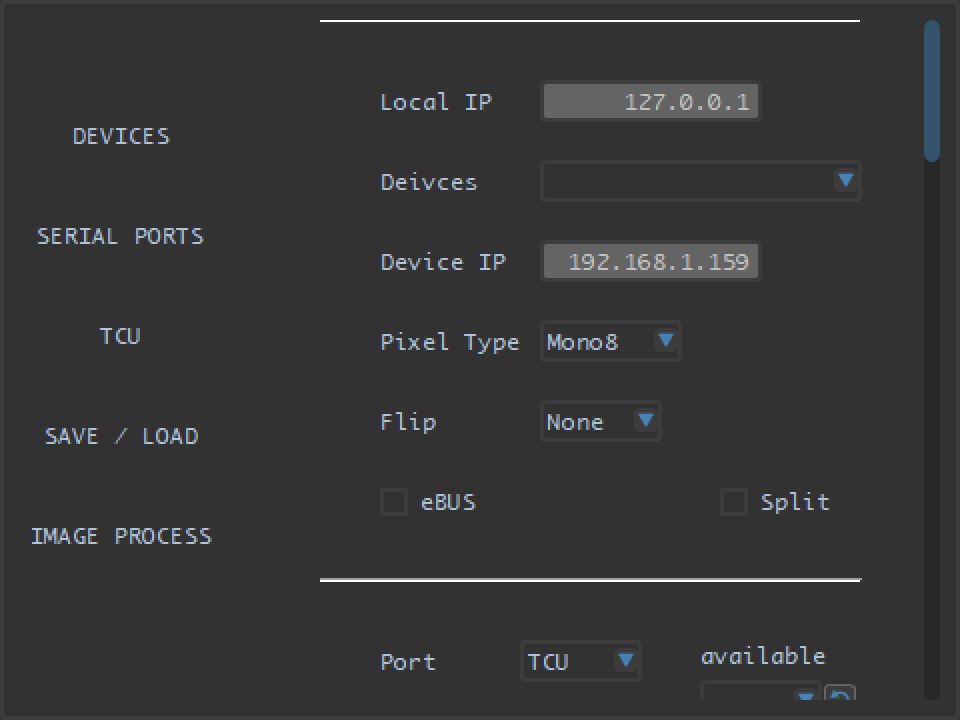 DEVICES
SERIAL PORTS
TCU
SAVE / LOAD
IMAGE PROCESS
Local IP 127.0.0.1
Deivces
Device IP 192.168.1.159
Pixel Type Mono8
Flip None
eBUS Split
Port TCU available